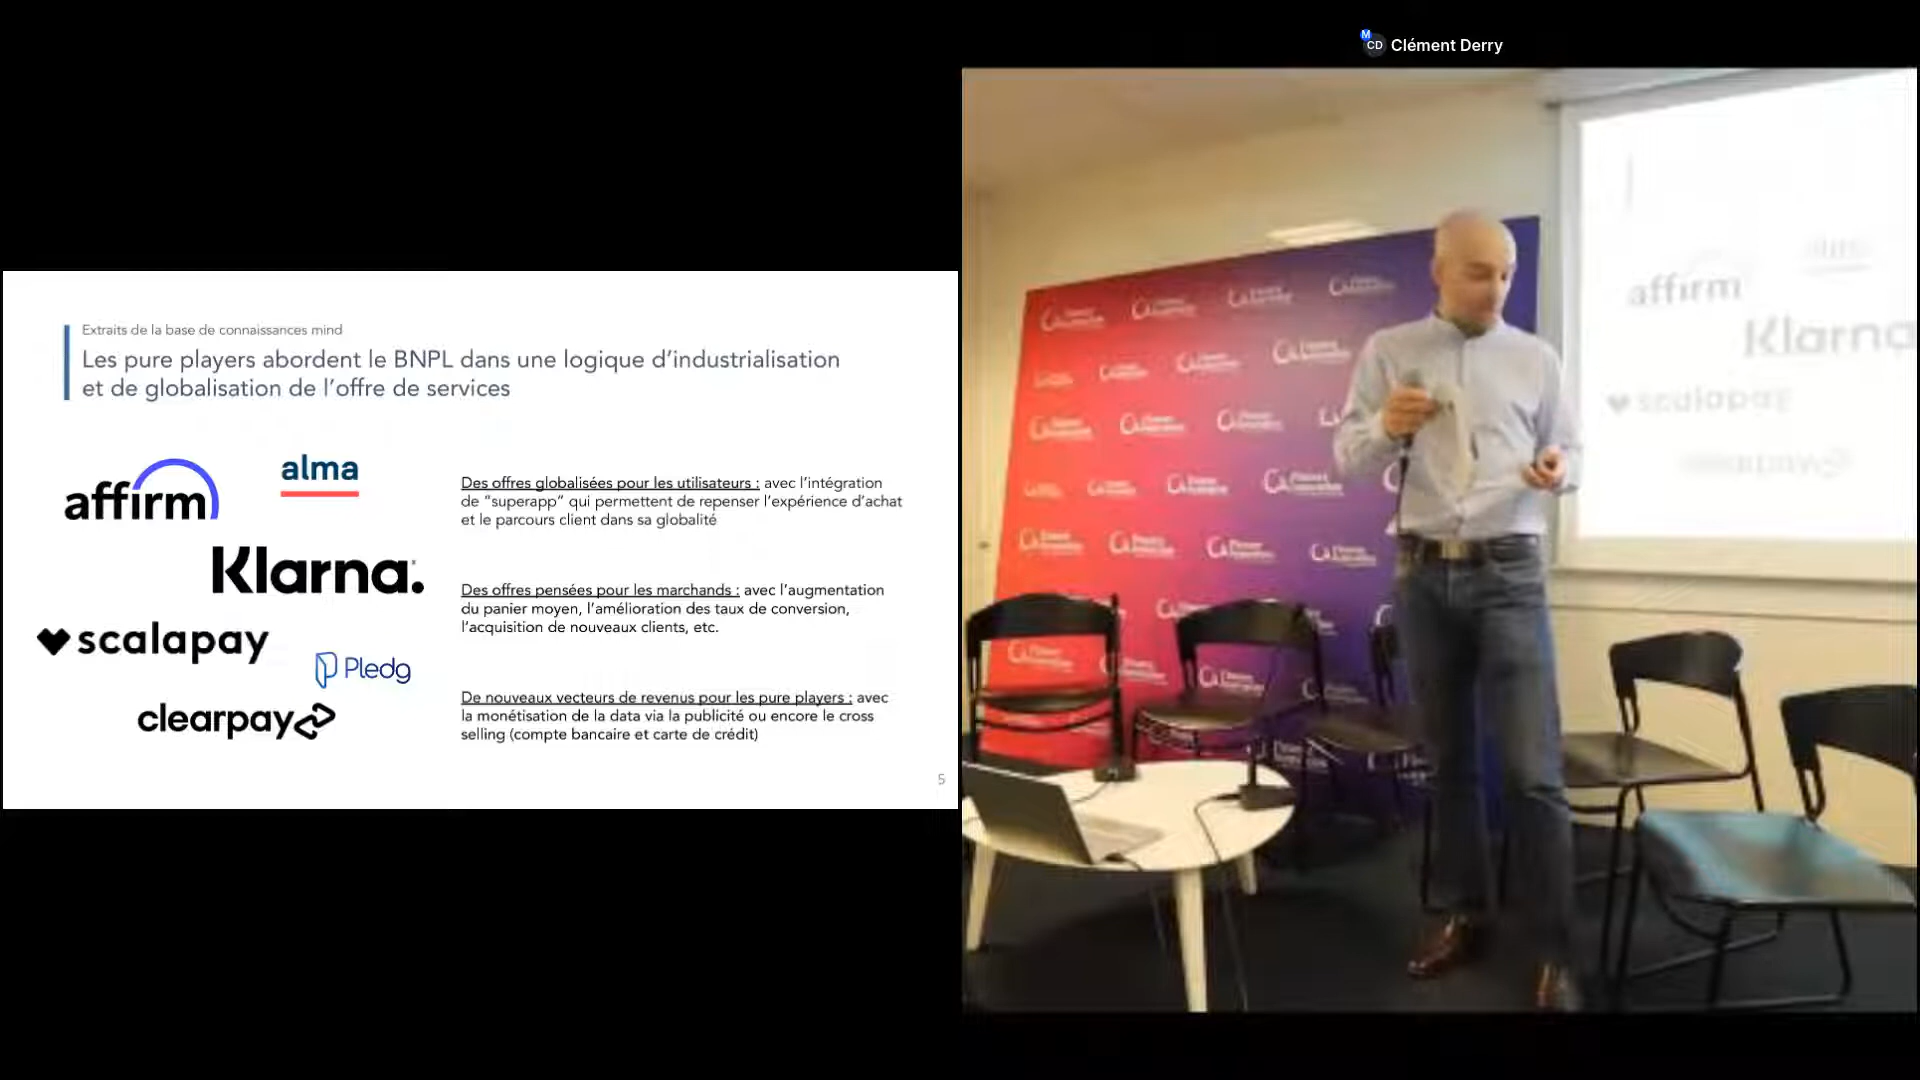 M
CD Clément Derry
Extraits de la base de connaissances mind
Les pure players abordent le BNPL dans une logique d’industrialisation
et de globalisation de l’offre de services
affirm
alma
Klarna.
scalapay
Pledg
clearpay
Des offres globalisées pour les utilisateurs : avec l’intégration
de “superapp” qui permettent de repenser l’expérience d’achat
et le parcours client dans sa globalité
Des offres pensées pour les marchands : avec l’augmentation
du panier moyen, l’amélioration des taux de conversion,
l’acquisition de nouveaux clients, etc.
De nouveaux vecteurs de revenus pour les pure players : avec
la monétisation de la data via la publicité ou encore le cross
selling (compte bancaire et carte de crédit)
5
affirm
Klarna
scalapay